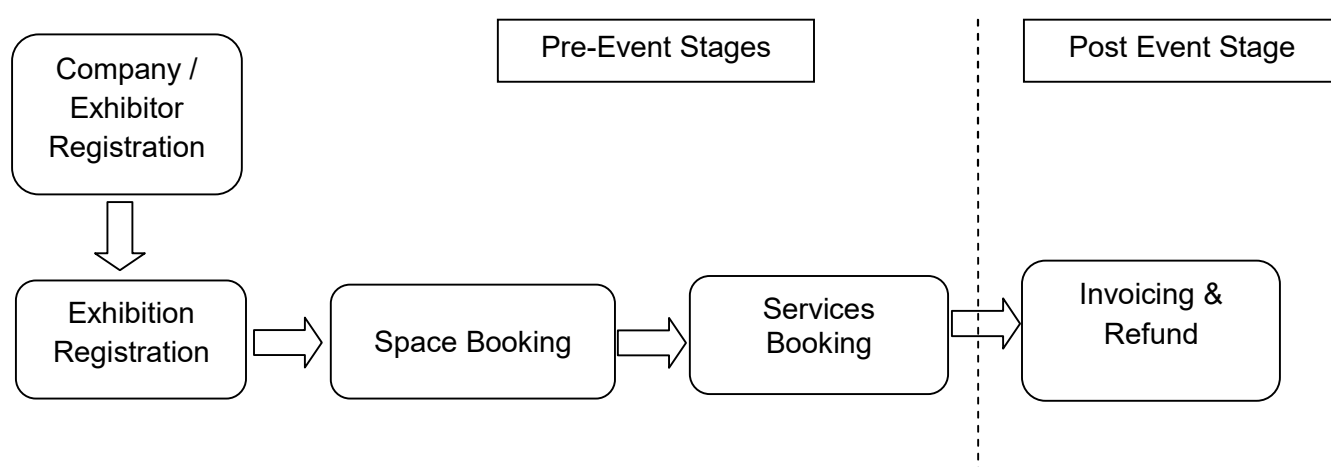 Pre-Event Stages
Post Event Stage
Company /
Exhibitor
Registration
Exhibition
Registration
Space Booking
Services
Booking
Invoicing &
Refund